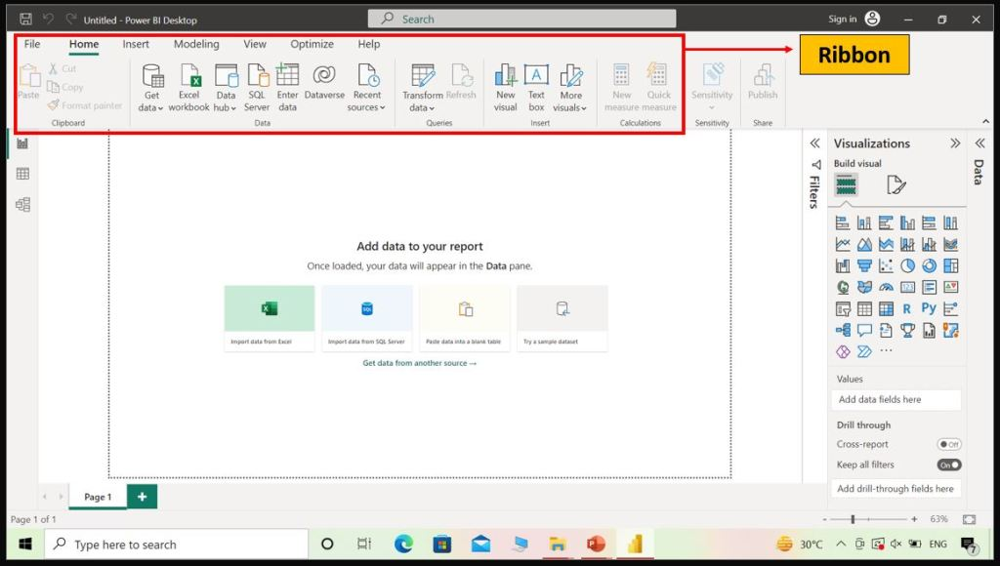 Untitled - Power BI Desktop
Search
Sign in
File Home Insert Modeling View Optimize Help
Ribbon
Paste
Cut
Copy
Format painter
Clipboard
Get data
Excel workbook
Data hub
SQL Server
Enter data
Dataverse
Recent sources
Data
Transform data
Refresh
Queries
New visual
Text box
More visuals
Insert
New measure
Quick measure
Calculations
Sensitivity
Sensitivity
Publish
Share
Filters
Visualizations
Data
Build visual
R
Py
123
Values
Add data fields here
Drill through
Cross-report
Off
Keep all filters
On
Add drill-through fields here
Add data to your report
Once loaded, your data will appear in the Data pane.
SQL
Import data from Excel
Import data from SQL Server
Paste data into a blank table
Try a sample dataset
Get data from another source →
Page 1
+
Page 1 of 1
- + 63%
Type here to search
30°C
ENG
7